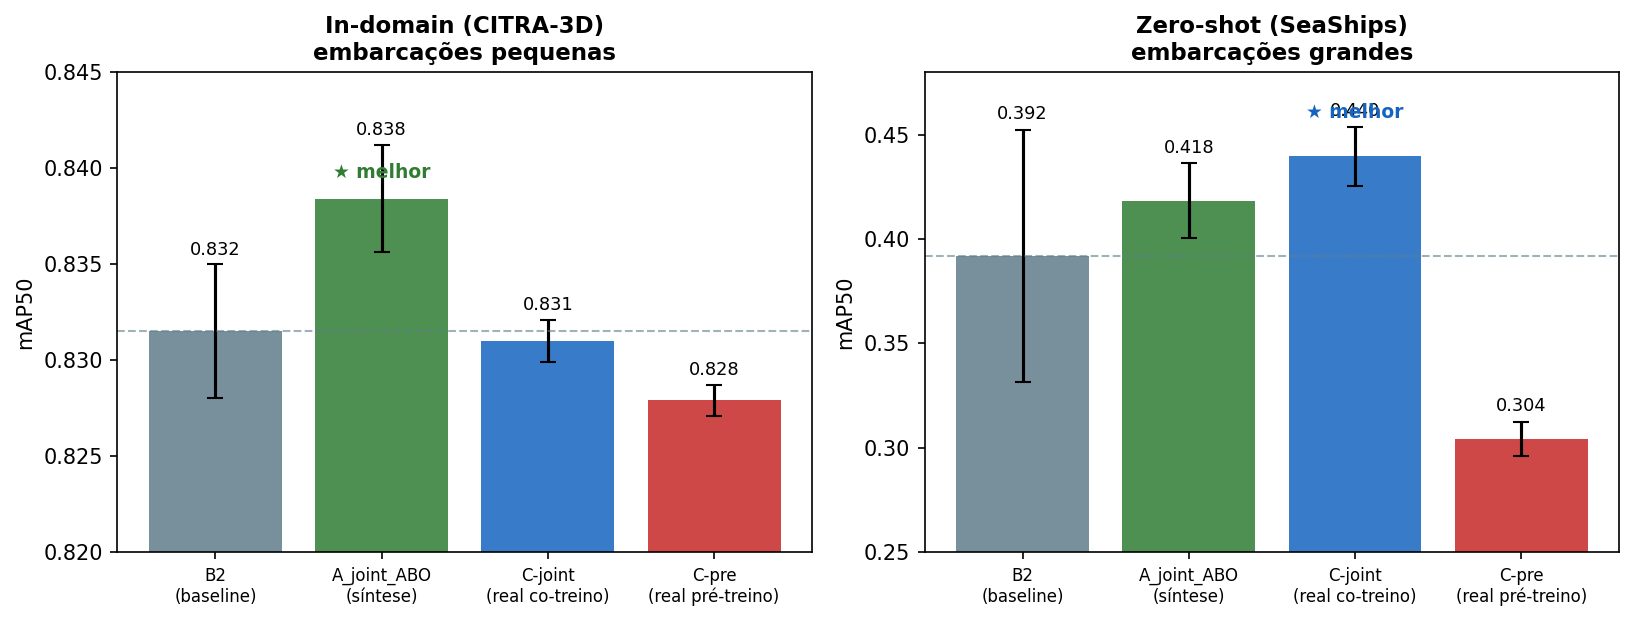 In-domain (CITRA-3D)
embarcações pequenas
mAP50
0.845
0.840
0.835
0.830
0.825
0.820
0.832
0.838
★ melhor
0.831
0.828
B2
(baseline)
A_joint_ABO
(síntese)
C-joint
(real co-treino)
C-pre
(real pré-treino)
Zero-shot (SeaShips)
embarcações grandes
mAP50
0.45
0.40
0.35
0.30
0.25
0.392
0.418
0.440
★ melhor
0.304
B2
(baseline)
A_joint_ABO
(síntese)
C-joint
(real co-treino)
C-pre
(real pré-treino)